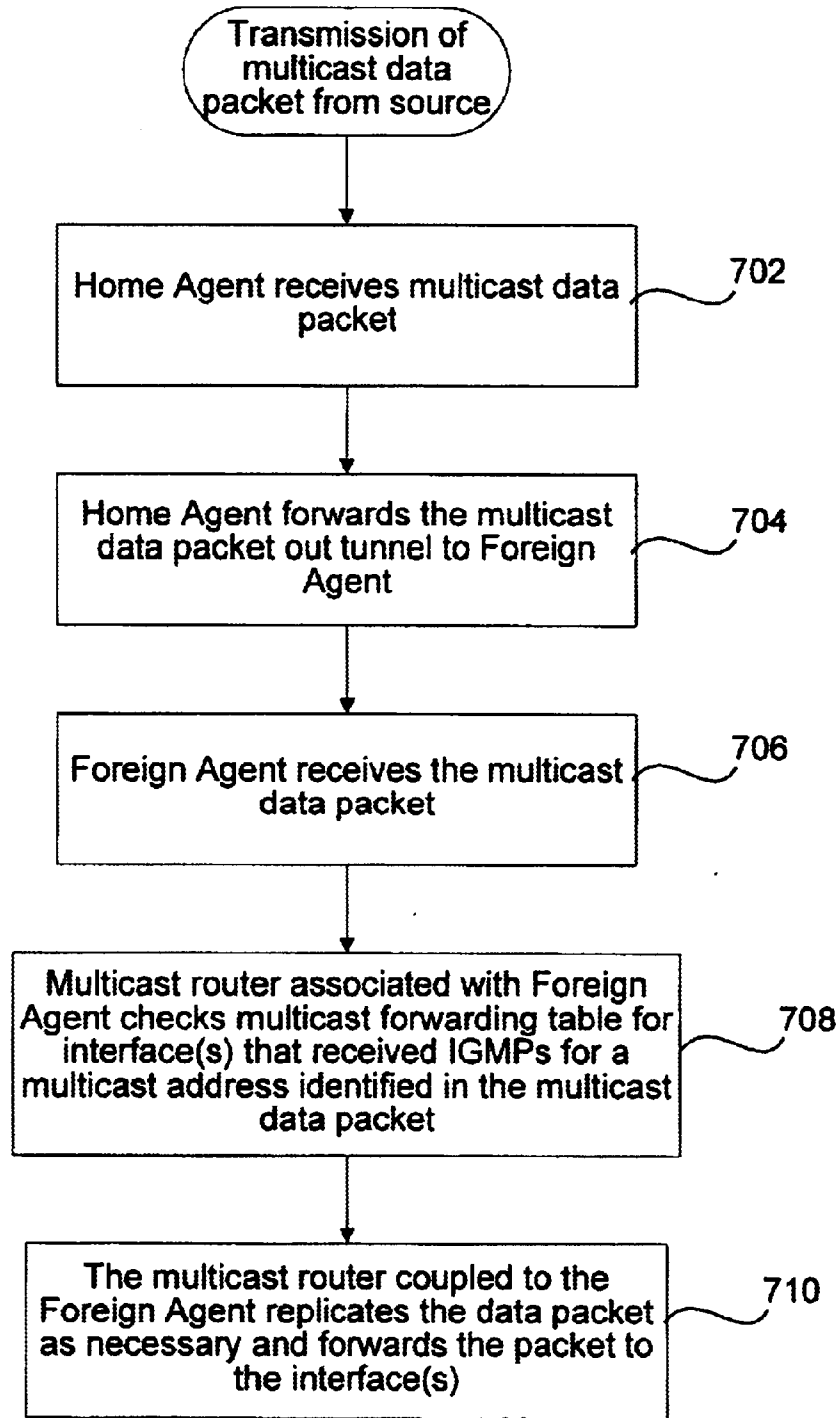 Transmission of
multicast data
packet from source
Home Agent receives multicast data
packet
702
Home Agent forwards the multicast
data packet out tunnel to Foreign
Agent
704
Foreign Agent receives the multicast
data packet
706
Multicast router associated with Foreign
Agent checks multicast forwarding table for
interface(s) that received IGMPs for a
multicast address identified in the multicast
data packet
708
The multicast router coupled to the
Foreign Agent replicates the data packet
as necessary and forwards the packet to
the interface(s)
710